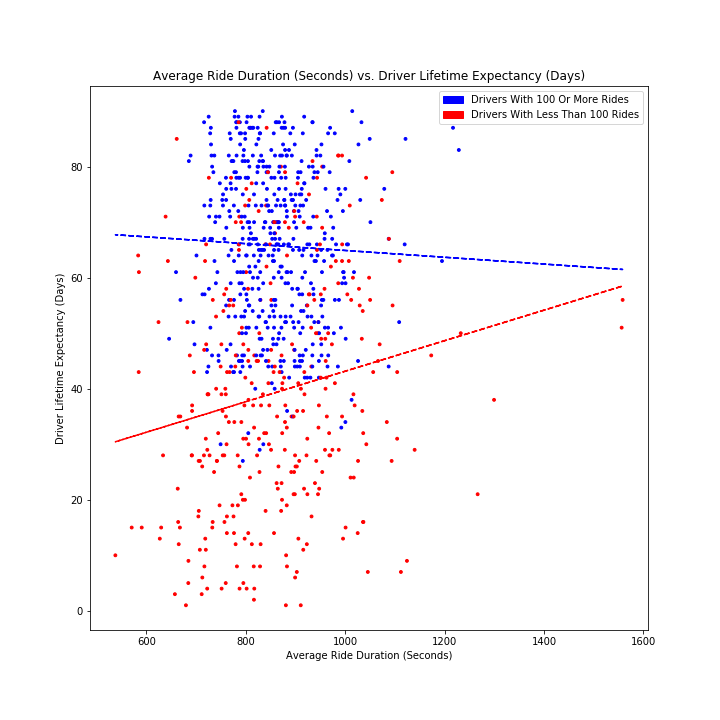 Average Ride Duration (Seconds) vs. Driver Lifetime Expectancy (Days)
Drivers With 100 Or More Rides
Drivers With Less Than 100 Rides
Driver Lifetime Expectancy (Days)
80
60
40
20
0
600 800 1000 1200 1400 1600
Average Ride Duration (Seconds)